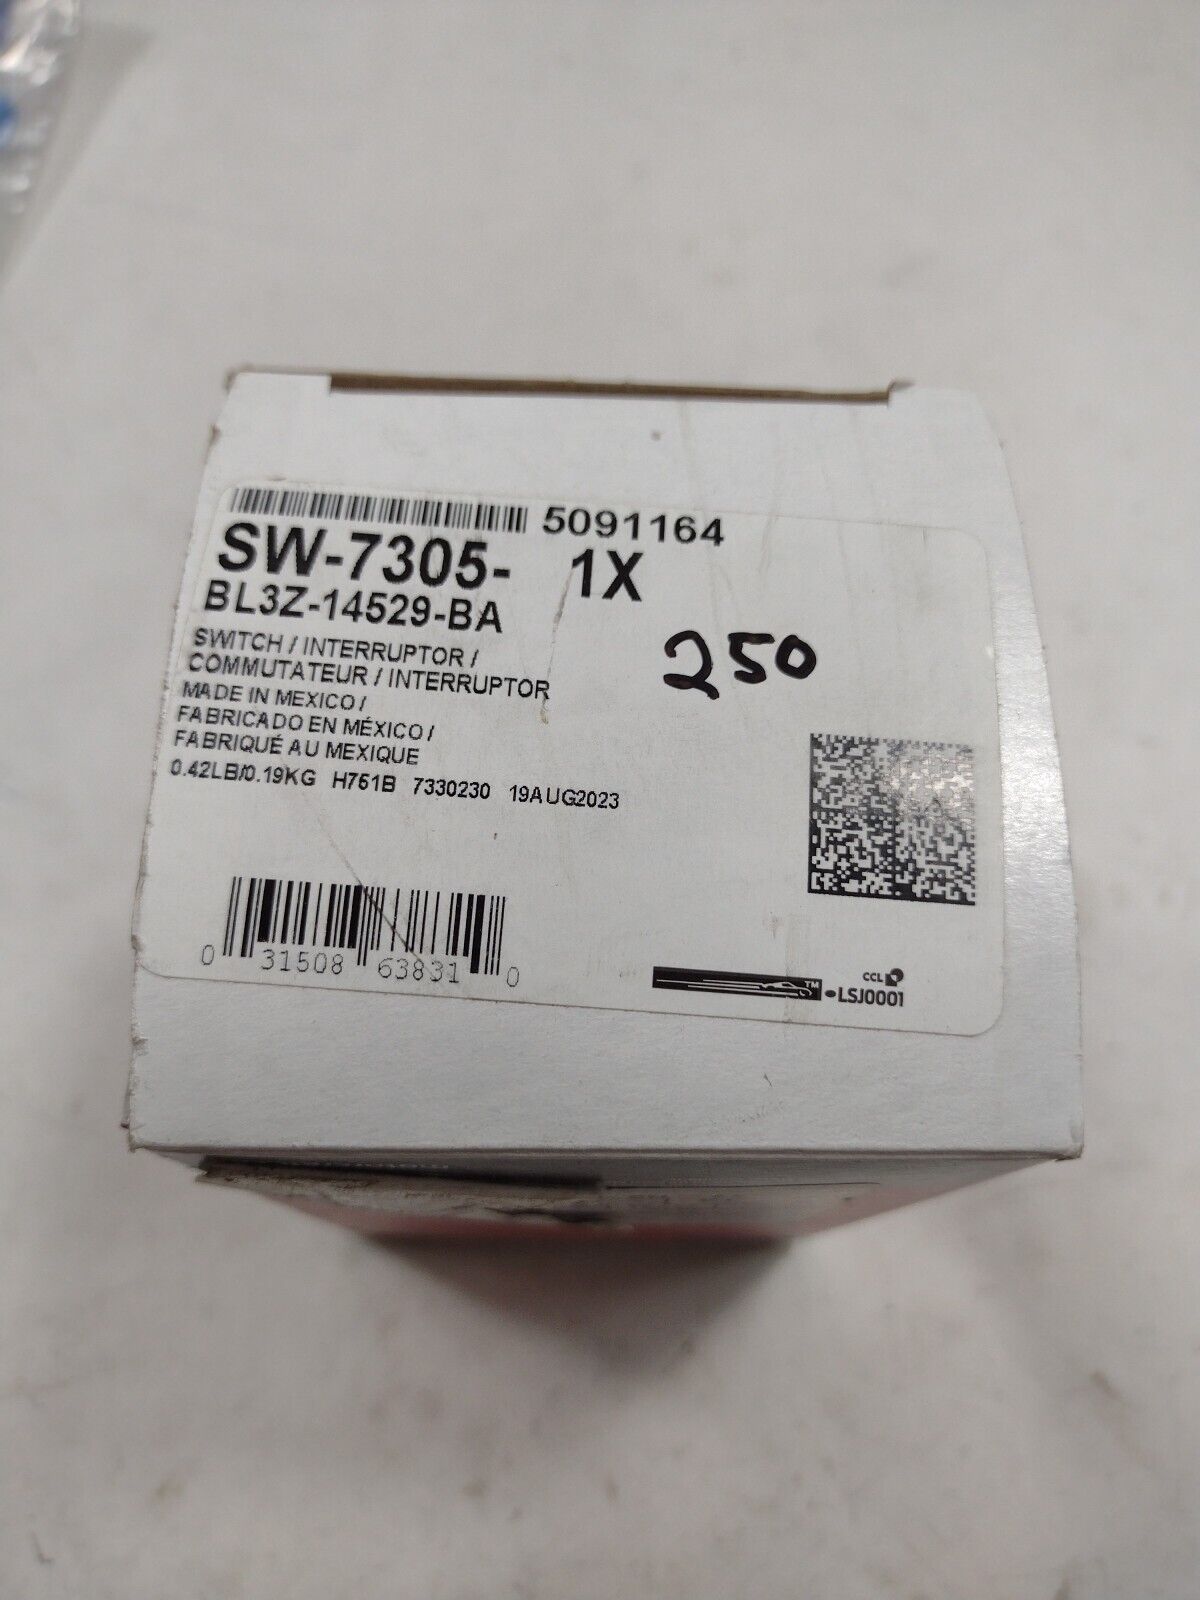 5091164
SW-7305- 1X
BL3Z-14529-BA
SWITCH / INTERRUPTOR /
COMMUTATEUR / INTERRUPTOR
MADE IN MEXICO /
FABRICADO EN MÉXICO /
FABRIQUÉ AU MEXIQUE
0.42LB/0.19KG H751B 7330230 19AUG2023
250
0 31508 63831 0
CCL
TM
•LSJ0001